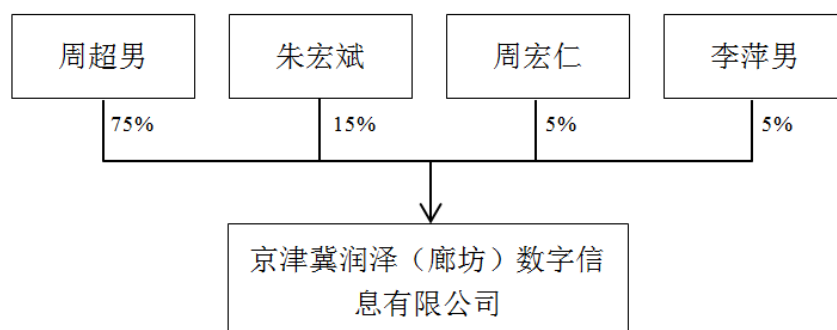 周超男
朱宏斌
周宏仁
李萍男
75%
15%
5%
5%
京津冀润泽（廊坊）数字信
息有限公司